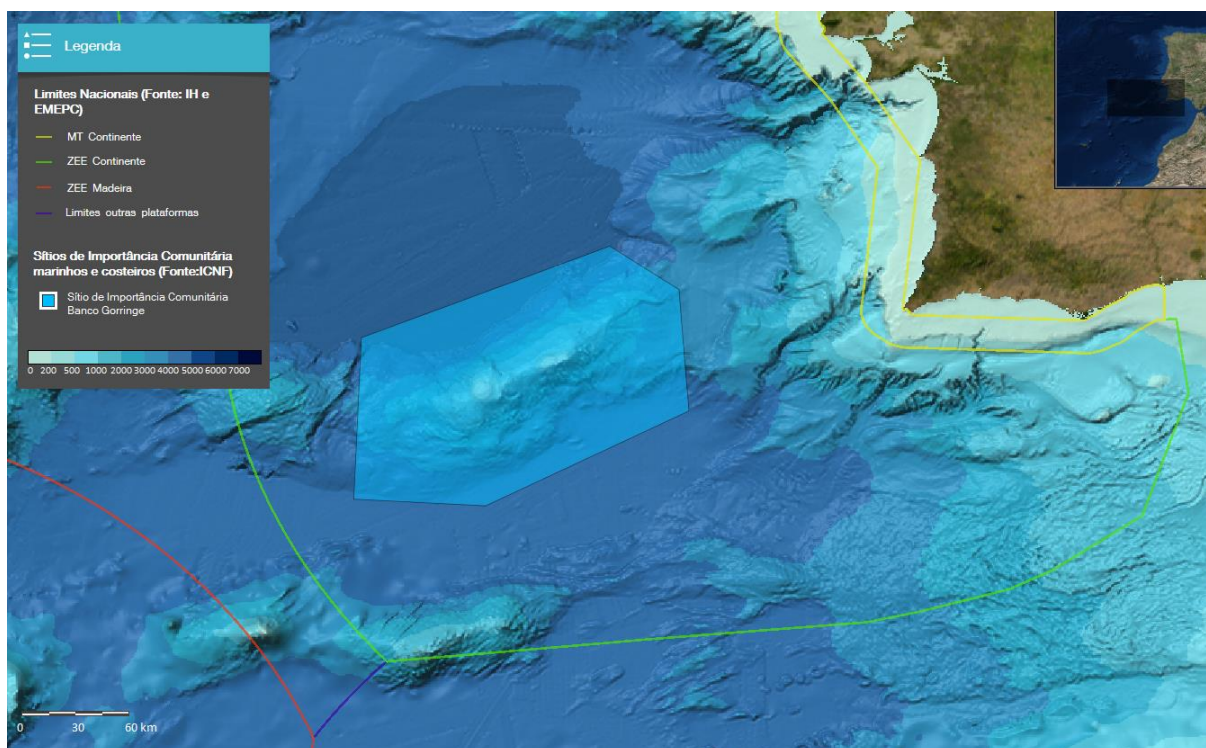 Legenda
Limites Nacionais (Fonte: IH e
EMEPC)
MT Continente
ZEE Continente
ZEE Madeira
Limites outras plataformas
Sítios de Importância Comunitária
marinhos e costeiros (Fonte:ICNF)
Sítio de Importância Comunitária
Banco Gorringe
0 200 500 1000 2000 3000 4000 5000 6000 7000
0 30 60 km